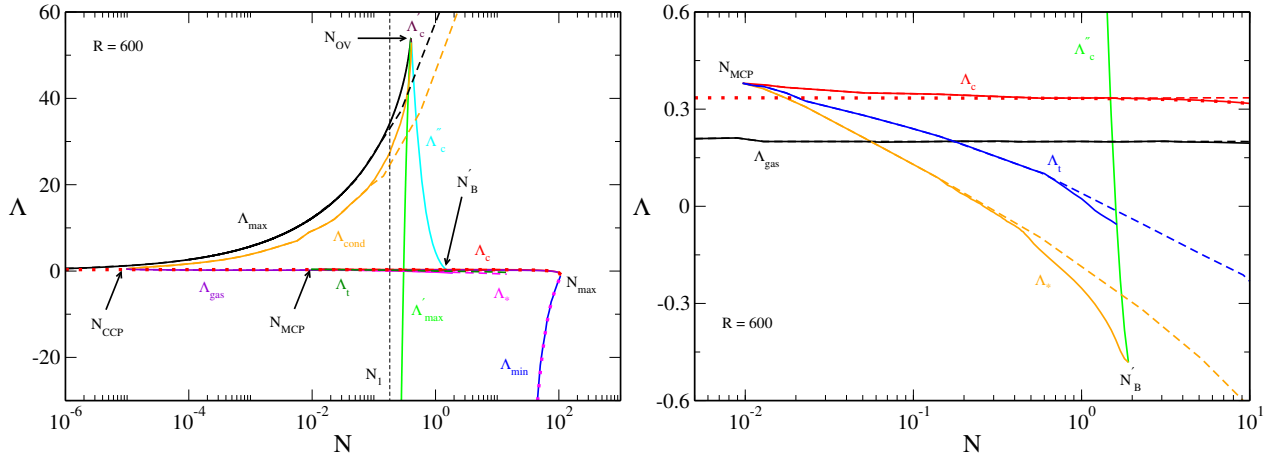 60
40
20
0
-20
Λ
R = 600
N_OV
Λ'_c
Λ''_c
N'_B
Λ_max
Λ_cond
Λ_c
Λ_gas
Λ_t
Λ_*
N_max
N_CCP
N_MCP
Λ'_max
N_1
Λ_min
10^-6
10^-4
10^-2
10^0
10^2
N
0.6
0.3
0
-0.3
-0.6
Λ''_c
N_MCP
Λ_c
Λ_gas
Λ_t
Λ_*
R = 600
N'_B
10^-2
10^-1
10^0
10^1
N